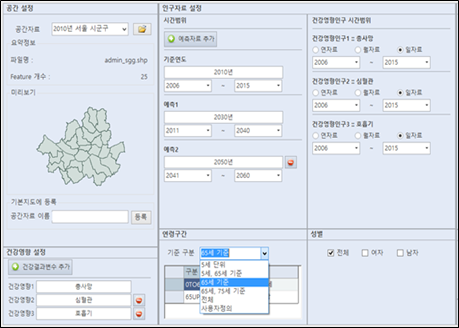 공간 설정
공간자료 2010년 서울 시군구
요약정보
파일명 : admin_sgg.shp
Feature 개수 : 25
미리보기
기본지도에 등록
공간자료 이름 등록
건강영향 설정
건강결과변수 추가
건강영향1 총사망
건강영향2 심혈관
건강영향3 호흡기
인구자료 설정
시간범위
예측자료 추가
기준연도
2010년
2006 ~ 2015
예측1
2030년
2011 ~ 2040
예측2
2050년
2041 ~ 2060
건강영향인구 시간범위
건강영향인구1 :: 총사망
연자료 월자료 일자료
2006 ~ 2015
건강영향인구2 :: 심혈관
연자료 월자료 일자료
2006 ~ 2015
건강영향인구3 :: 호흡기
연자료 월자료 일자료
2006 ~ 2015
연령구간
기준 구분 65세 기준
5세 단위
5세, 65세 기준
65세 기준
65세, 75세 기준
전체
사용자정의
구분
0TO6
65UP
성별
전체 여자 남자